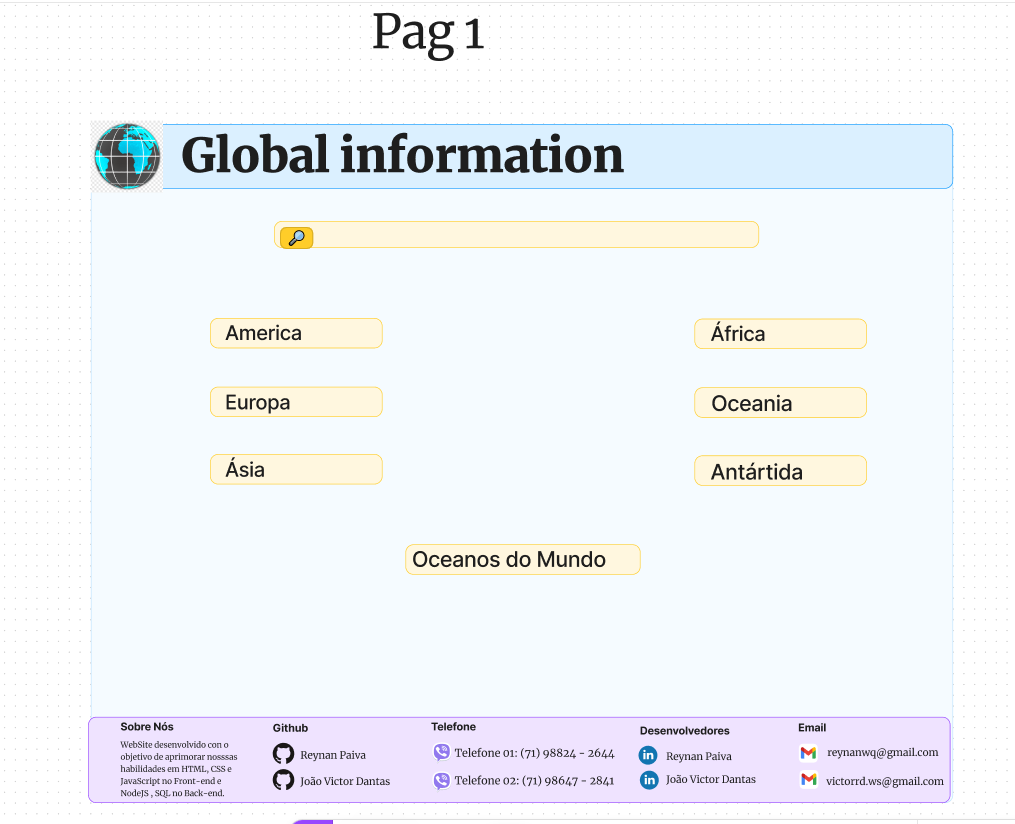 Pag 1
Global information
America
África
Europa
Oceania
Ásia
Antártida
Oceanos do Mundo
Sobre Nós
WebSite desenvolvido con o
objetivo de aprimorar nosssas
habilidades em HTML, CSS e
JavaScript no Front-end e
NodeJS , SQL no Back-end.
Github
Reynan Paiva
João Victor Dantas
Telefone
Telefone 01: (71) 98824 - 2644
Telefone 02: (71) 98647 - 2841
Desenvolvedores
Reynan Paiva
João Victor Dantas
Email
reynanwq@gmail.com
victorrd.ws@gmail.com